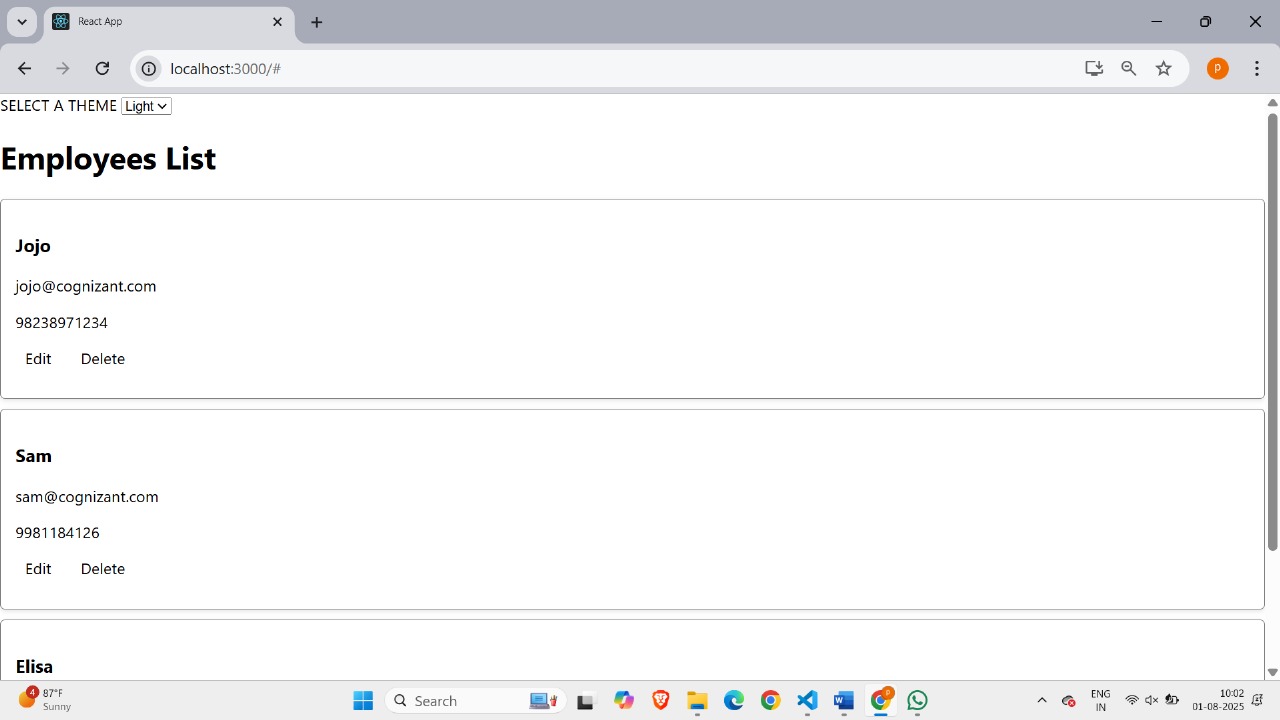 React App
localhost:3000/#
P
SELECT A THEME Light
Employees List
Jojo
jojo@cognizant.com
98238971234
Edit Delete
Sam
sam@cognizant.com
9981184126
Edit Delete
Elisa
4 87°F
Sunny
Search
W
P
ENG
IN
10:02
01-08-2025